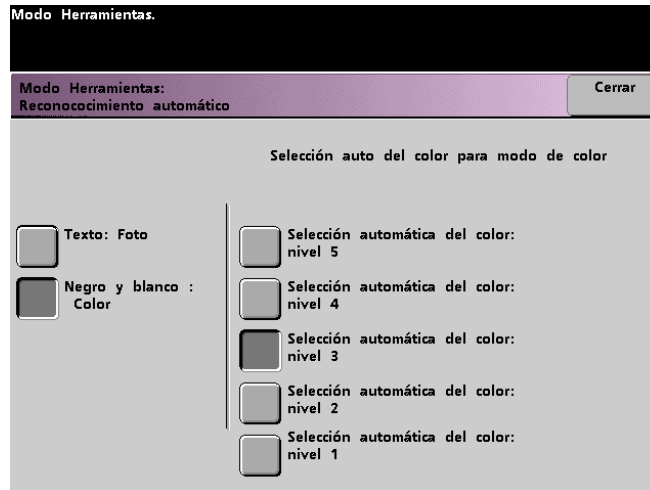 Modo Herramientas.
Modo Herramientas:
Reconococimiento automático
Cerrar
Selección auto del color para modo de color
Texto: Foto
Negro y blanco :
Color
Selección automática del color:
nivel 5
Selección automática del color:
nivel 4
Selección automática del color:
nivel 3
Selección automática del color:
nivel 2
Selección automática del color:
nivel 1